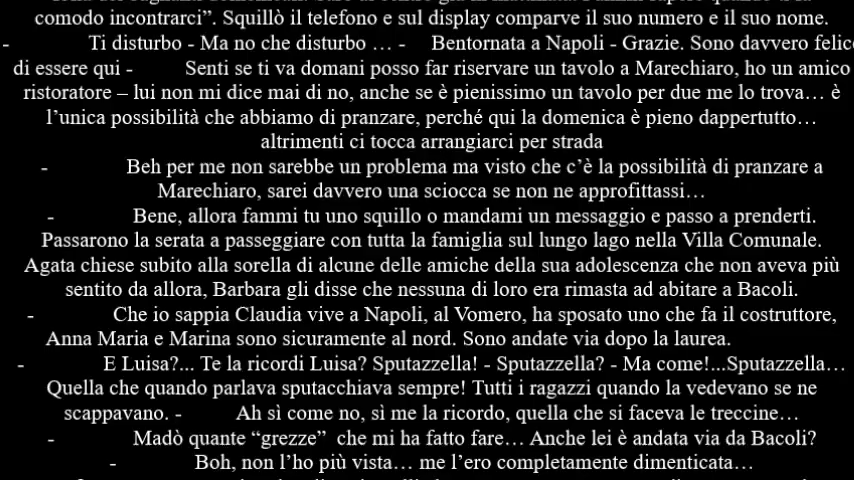 comodo incontrarci”. Squillò il telefono e sul display comparve il suo numero e il suo nome.
- Ti disturbo - Ma no che disturbo … - Bentornata a Napoli - Grazie. Sono davvero felice
di essere qui - Senti se ti va domani posso far riservare un tavolo a Marechiaro, ho un amico
ristoratore – lui non mi dice mai di no, anche se è pienissimo un tavolo per due me lo trova… è
l’unica possibilità che abbiamo di pranzare, perché qui la domenica è pieno dappertutto…
altrimenti ci tocca arrangiarci per strada
- Beh per me non sarebbe un problema ma visto che c’è la possibilità di pranzare a
Marechiaro, sarei davvero una sciocca se non ne approfittassi…
- Bene, allora fammi tu uno squillo o mandami un messaggio e passo a prenderti.
Passarono la serata a passeggiare con tutta la famiglia sul lungo lago nella Villa Comunale.
Agata chiese subito alla sorella di alcune delle amiche della sua adolescenza che non aveva più
sentito da allora, Barbara gli disse che nessuna di loro era rimasta ad abitare a Bacoli.
- Che io sappia Claudia vive a Napoli, al Vomero, ha sposato uno che fa il costruttore,
Anna Maria e Marina sono sicuramente al nord. Sono andate via dopo la laurea.
- E Luisa?... Te la ricordi Luisa? Sputazzella! - Sputazzella? - Ma come!...Sputazzella…
Quella che quando parlava sputacchiava sempre! Tutti i ragazzi quando la vedevano se ne
scappavano. - Ah sì come no, sì me la ricordo, quella che si faceva le treccine…
- Madò quante “grezze” che mi ha fatto fare… Anche lei è andata via da Bacoli?
- Boh, non l’ho più vista… me l’ero completamente dimenticata…